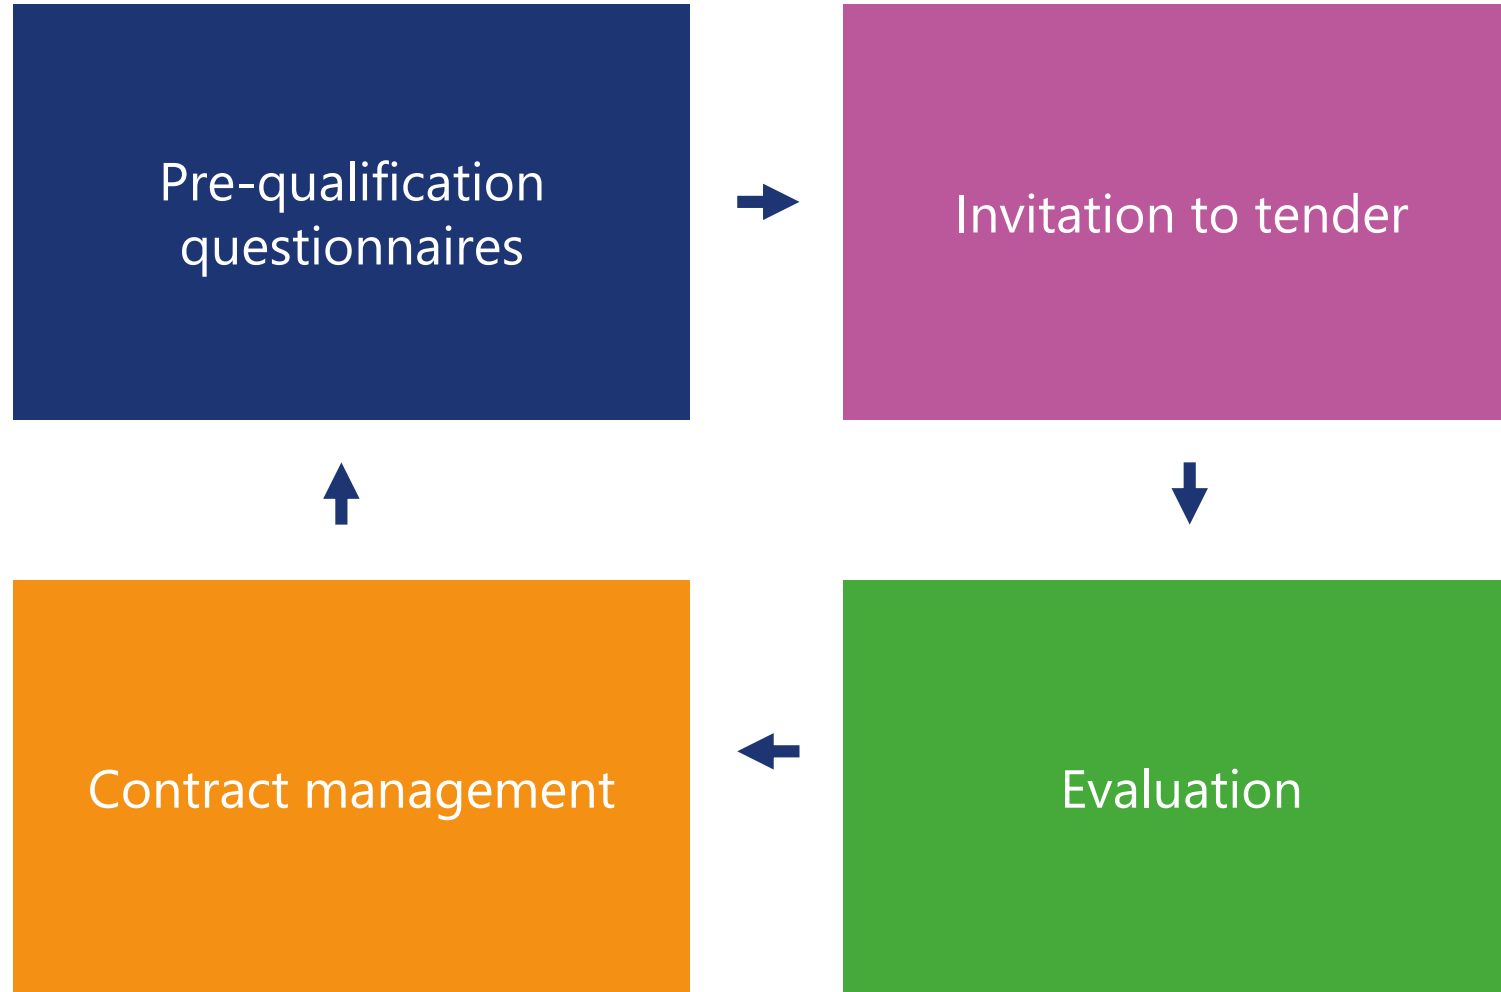 Pre-qualification
questionnaires
Invitation to tender
Contract management
Evaluation